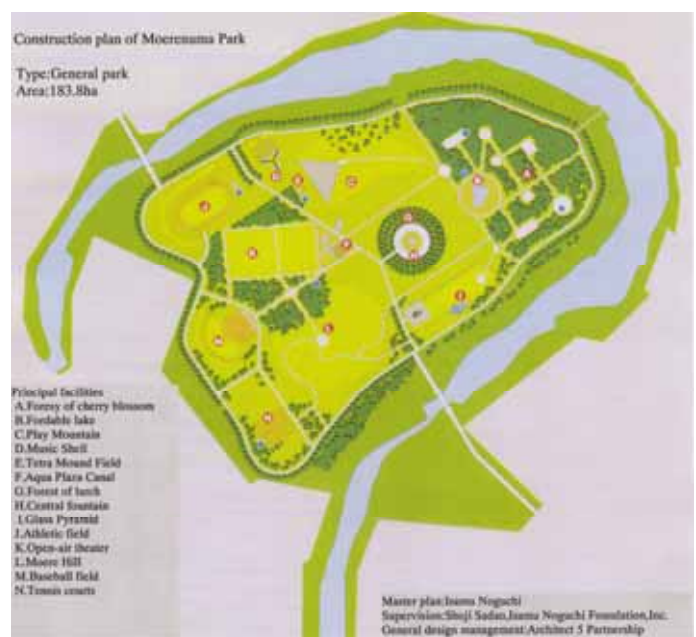 Construction plan of Moerenuma Park
Type:General park
Area:183.8ha
Principal facilities
A.Foresy of cherry blossom
B.Fordable lake
C.Play Mountain
D.Music Shell
E.Tetra Mound Field
F.Aqua Plaza Canal
G.Forest of larch
H.Central fountain
I.Glass Pyramid
J.Athletic field
K.Open-air theater
L.Moere Hill
M.Baseball field
N.Tennis courts
Master plan:Isamu Noguchi
Supervision:Shoji Sadao,Isamu Noguchi Foundation,Inc.
General design management:Architect 5 Partnership